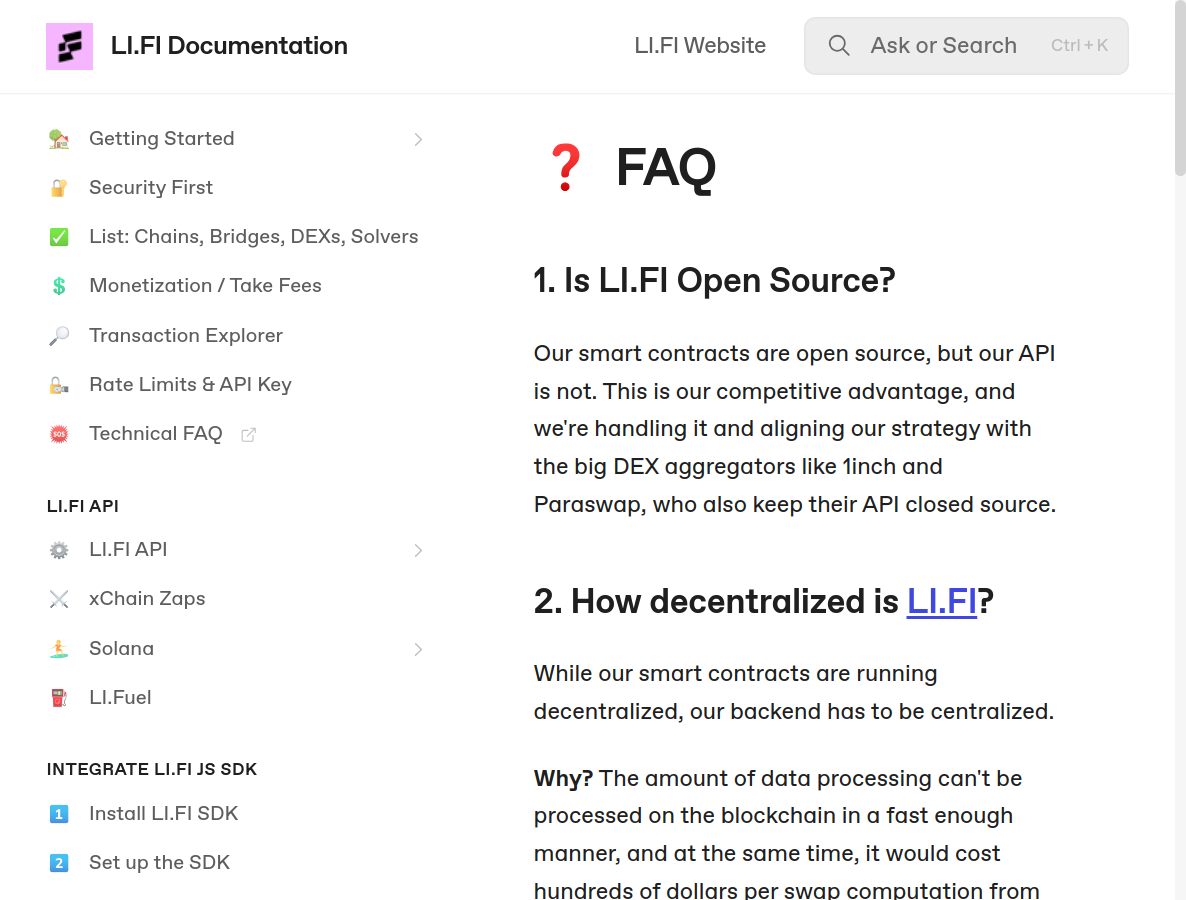 LI.FI Documentation
LI.FI Website
Ask or Search
Ctrl + K
Getting Started
Security First
List: Chains, Bridges, DEXs, Solvers
Monetization / Take Fees
Transaction Explorer
Rate Limits & API Key
Technical FAQ
LI.FI API
LI.FI API
xChain Zaps
Solana
LI.Fuel
INTEGRATE LI.FI JS SDK
1 Install LI.FI SDK
2 Set up the SDK
❓ FAQ
1. Is LI.FI Open Source?
Our smart contracts are open source, but our API
is not. This is our competitive advantage, and
we're handling it and aligning our strategy with
the big DEX aggregators like 1inch and
Paraswap, who also keep their API closed source.
2. How decentralized is LI.FI?
While our smart contracts are running
decentralized, our backend has to be centralized.
Why? The amount of data processing can't be
processed on the blockchain in a fast enough
manner, and at the same time, it would cost
hundreds of dollars per swap computation from